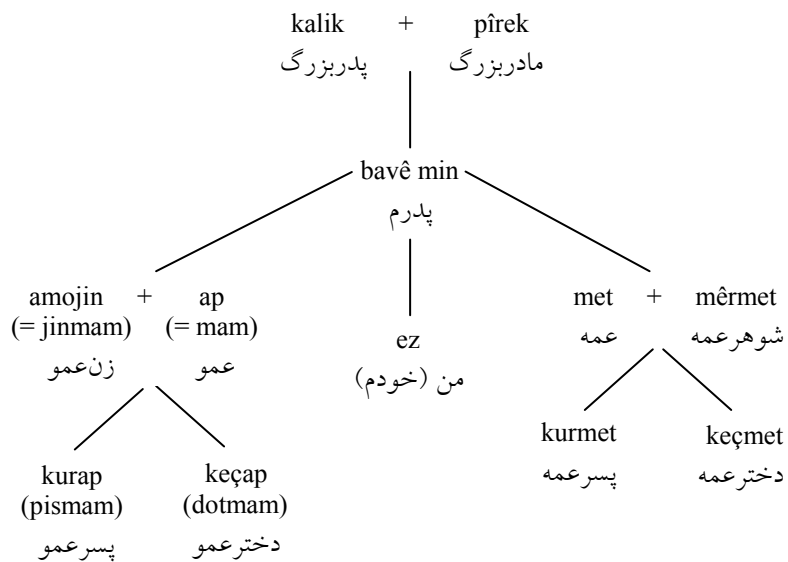 kalik + pîrek
پدربزرگ مادربزرگ
bavê min
پدرم
amojin + ap
(= jinmam) (= mam)
زن‌عمو عمو
ez
من (خودم)
met + mêrmet
عمه شوهرعمه
kurap keçap
(pismam) (dotmam)
پسرعمو دخترعمو
kurmet keçmet
پسرعمه دخترعمه